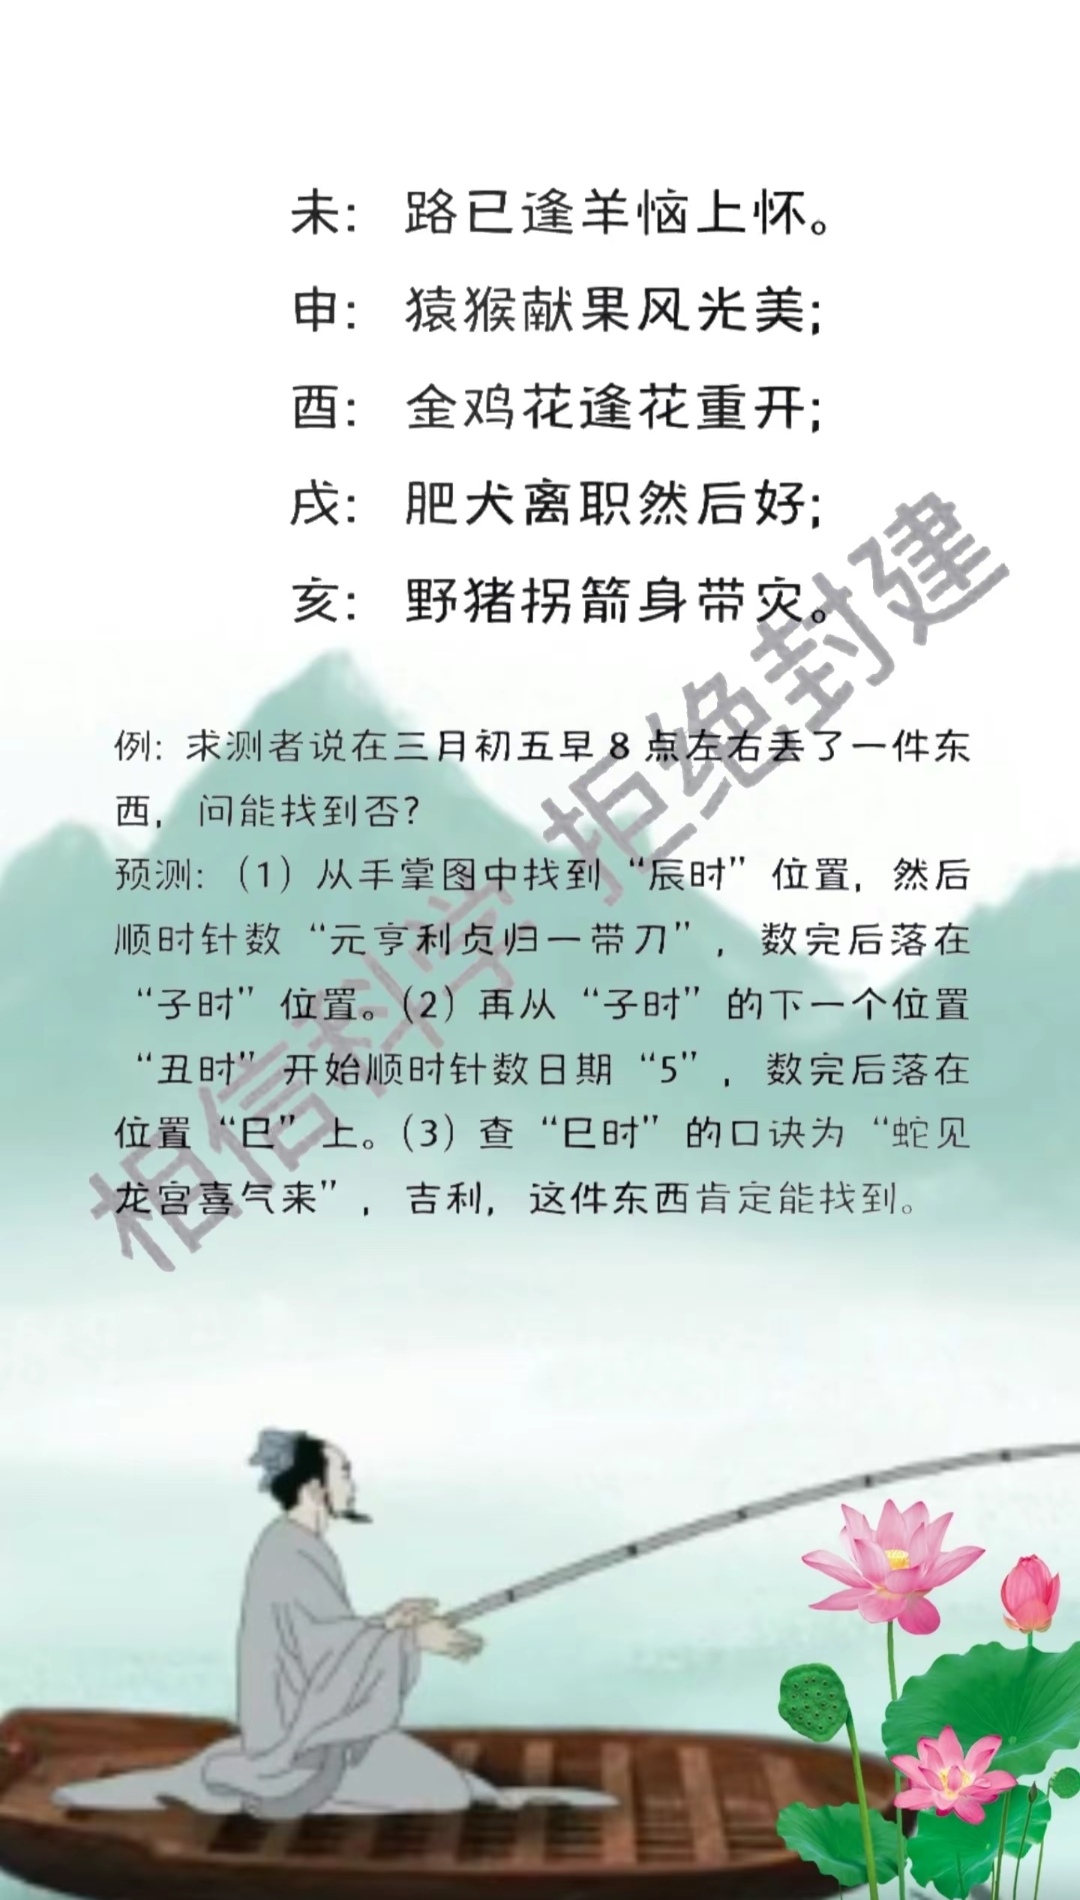 未： 路已逢羊恼上怀。
申： 猿猴献果风光美;
酉： 金鸡花逢花重开;
戌： 肥犬离职然后好;
亥： 野猪拐箭身带灾。
例: 求测者说在三月初五早 8 点左右丢了一件东
西，问能找到否?
预测:（1）从手掌图中找到“辰时”位置，然后
顺时针数“元亨利贞归一带刀”，数完后落在
“子时”位置。（2）再从“子时”的下一个位置
“丑时”开始顺时针数日期“5”，数完后落在
位置“巳”上。（3）查“巳时”的口诀为“蛇见
龙宫喜气来”，吉利，这件东西肯定能找到。
相信科学 拒绝封建